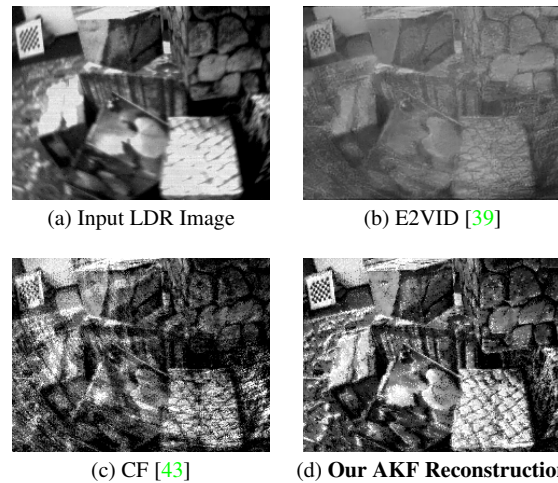 (a) Input LDR Image
(b) E2VID [39]
(c) CF [43]
(d) Our AKF Reconstruction